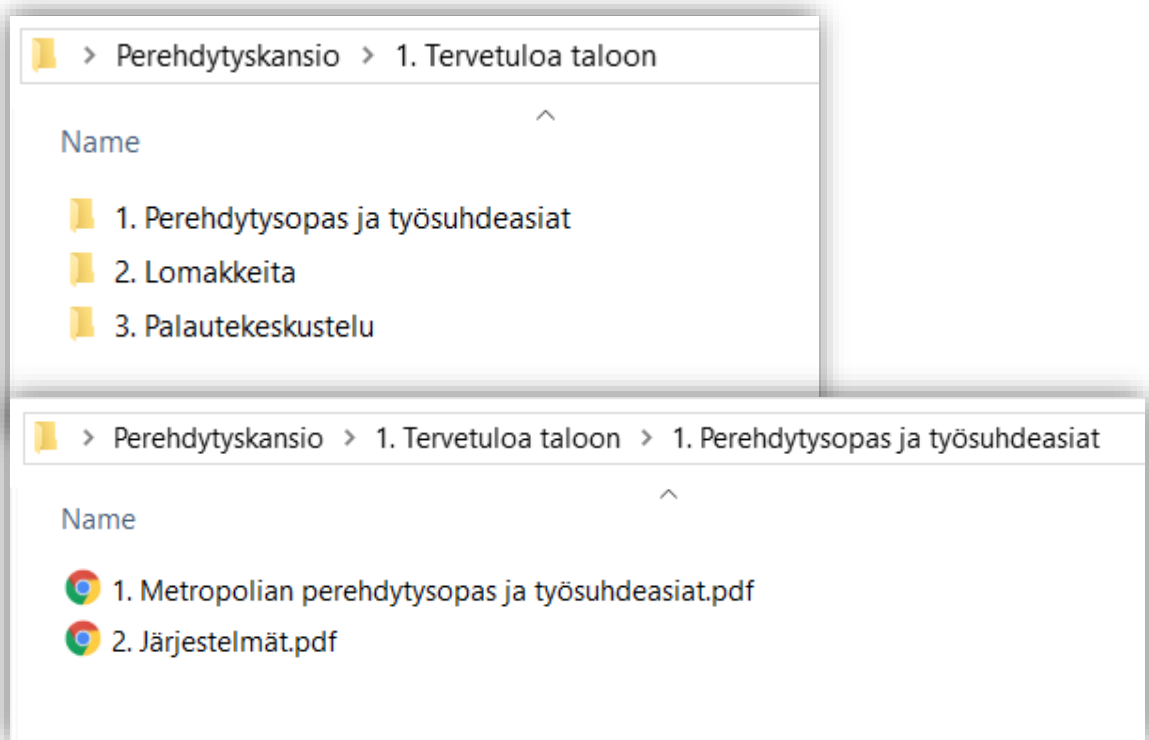 > Perehdytyskansio > 1. Tervetuloa taloon
Name
1. Perehdytysopas ja työsuhdeasiat
2. Lomakkeita
3. Palautekeskustelu
> Perehdytyskansio > 1. Tervetuloa taloon > 1. Perehdytysopas ja työsuhdeasiat
Name
1. Metropolian perehdytysopas ja työsuhdeasiat.pdf
2. Järjestelmät.pdf